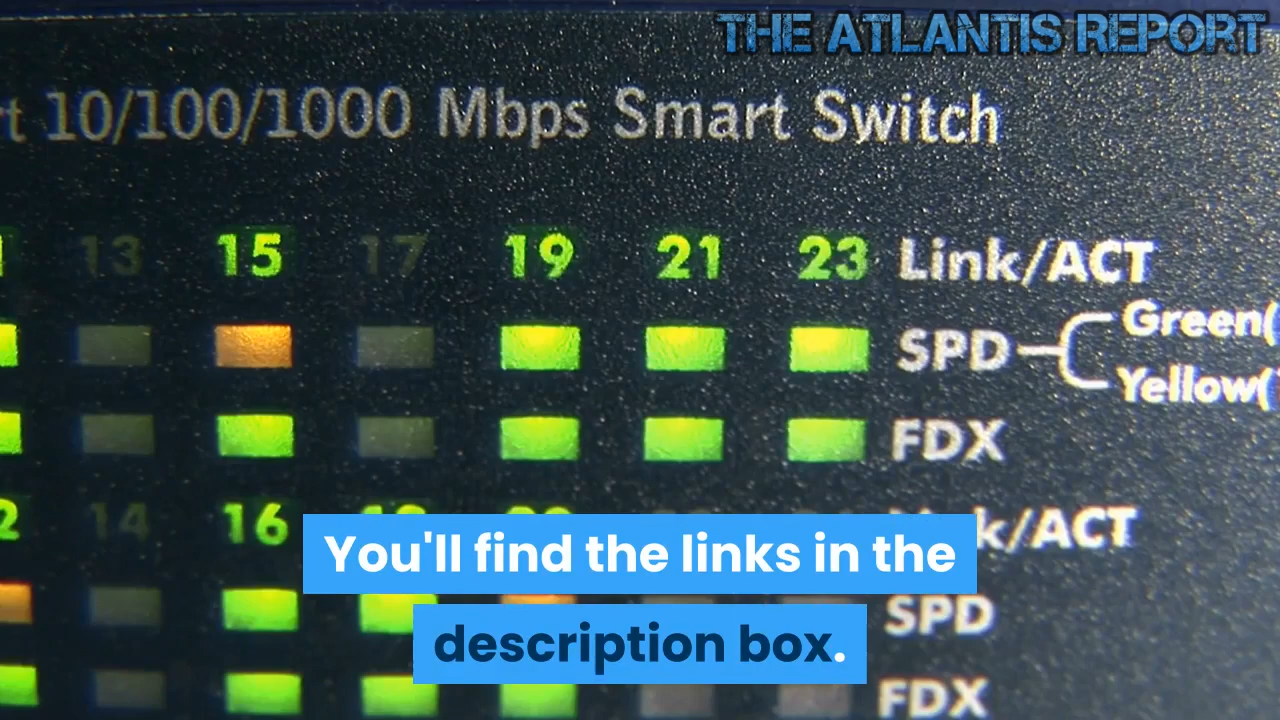 THE ATLANTIS REPORT
rt 10/100/1000 Mbps Smart Switch
13 15 17 19 21 23 Link/ACT
SPD Green(
Yellow(
FDX
14 16
SPD
FDX
You'll find the links in the
description box.